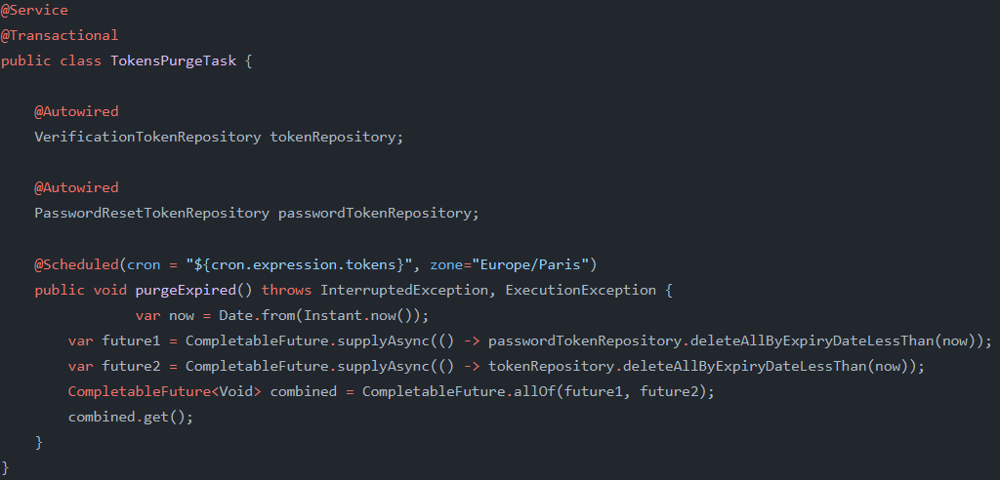 @Service
@Transactional
public class TokensPurgeTask {
@Autowired
VerificationTokenRepository tokenRepository;
@Autowired
PasswordResetTokenRepository passwordTokenRepository;
@Scheduled(cron = "${cron.expression.tokens}", zone="Europe/Paris")
public void purgeExpired() throws InterruptedException, ExecutionException {
var now = Date.from(Instant.now());
var future1 = CompletableFuture.supplyAsync(() -> passwordTokenRepository.deleteAllByExpiryDateLessThan(now));
var future2 = CompletableFuture.supplyAsync(() -> tokenRepository.deleteAllByExpiryDateLessThan(now));
CompletableFuture<Void> combined = CompletableFuture.allOf(future1, future2);
combined.get();
}
}